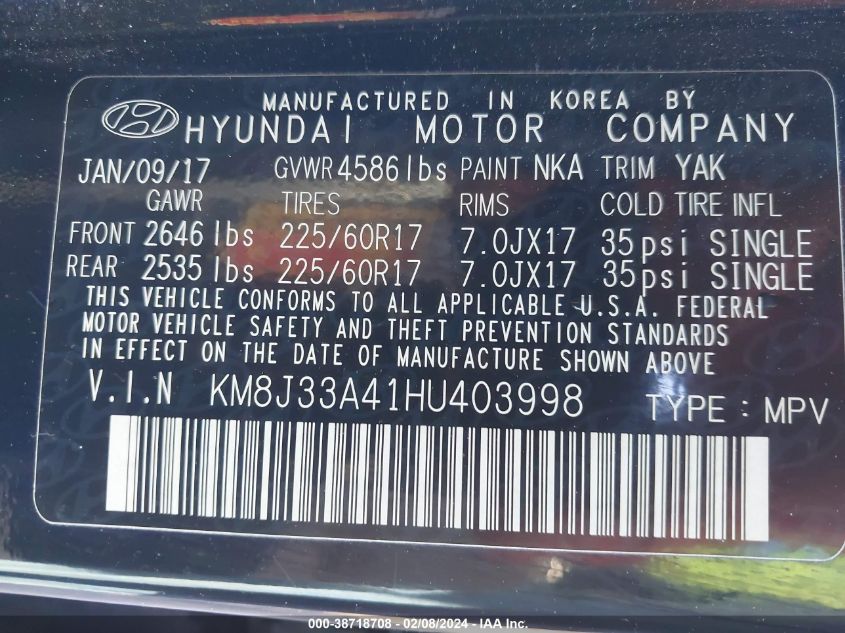 MANUFACTURED IN KOREA BY
HYUNDAI MOTOR COMPANY
JAN/09/17 GVWR 4586 lbs PAINT NKA TRIM YAK
GAWR TIRES RIMS COLD TIRE INFL
FRONT 2646 lbs 225/60R17 7.0JX17 35psi SINGLE
REAR 2535 lbs 225/60R17 7.0JX17 35psi SINGLE
THIS VEHICLE CONFORMS TO ALL APPLICABLE U.S.A. FEDERAL
MOTOR VEHICLE SAFETY AND THEFT PREVENTION STANDARDS
IN EFFECT ON THE DATE OF MANUFACTURE SHOWN ABOVE
V.I.N KM8J33A41HU403998 TYPE : MPV
000-38718708 - 02/08/2024 - IAA Inc.